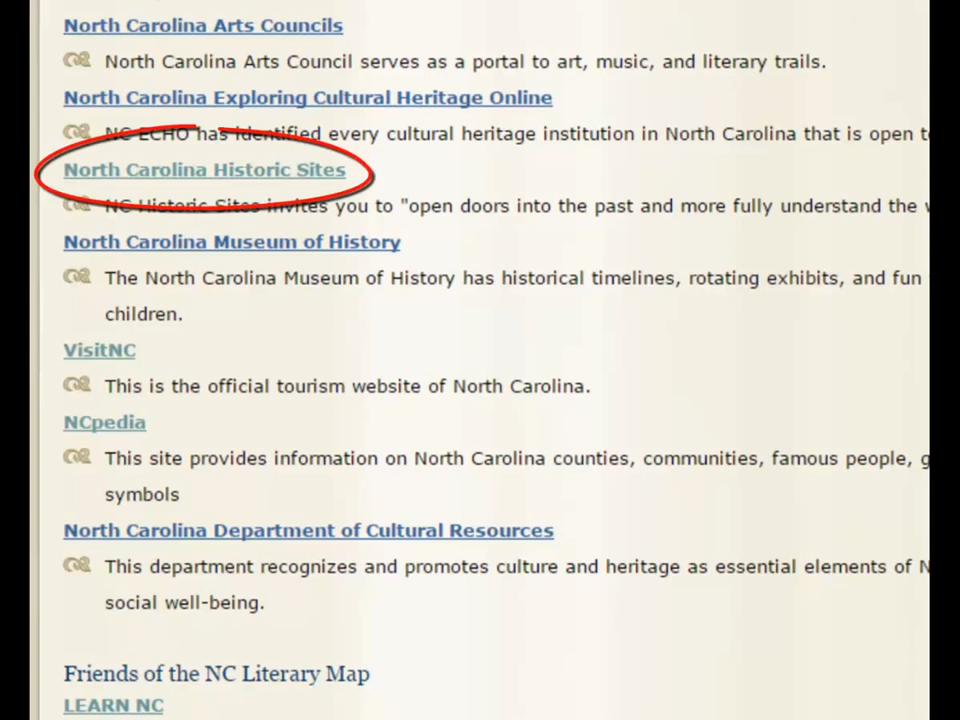 North Carolina Arts Councils
North Carolina Arts Council serves as a portal to art, music, and literary trails.
North Carolina Exploring Cultural Heritage Online
NC ECHO has identified every cultural heritage institution in North Carolina that is open
North Carolina Historic Sites
NC Historic Sites invites you to "open doors into the past and more fully understand the
North Carolina Museum of History
The North Carolina Museum of History has historical timelines, rotating exhibits, and fun
children.
VisitNC
This is the official tourism website of North Carolina.
NCpedia
This site provides information on North Carolina counties, communities, famous people,
symbols
North Carolina Department of Cultural Resources
This department recognizes and promotes culture and heritage as essential elements of
social well-being.
Friends of the NC Literary Map
LEARN NC